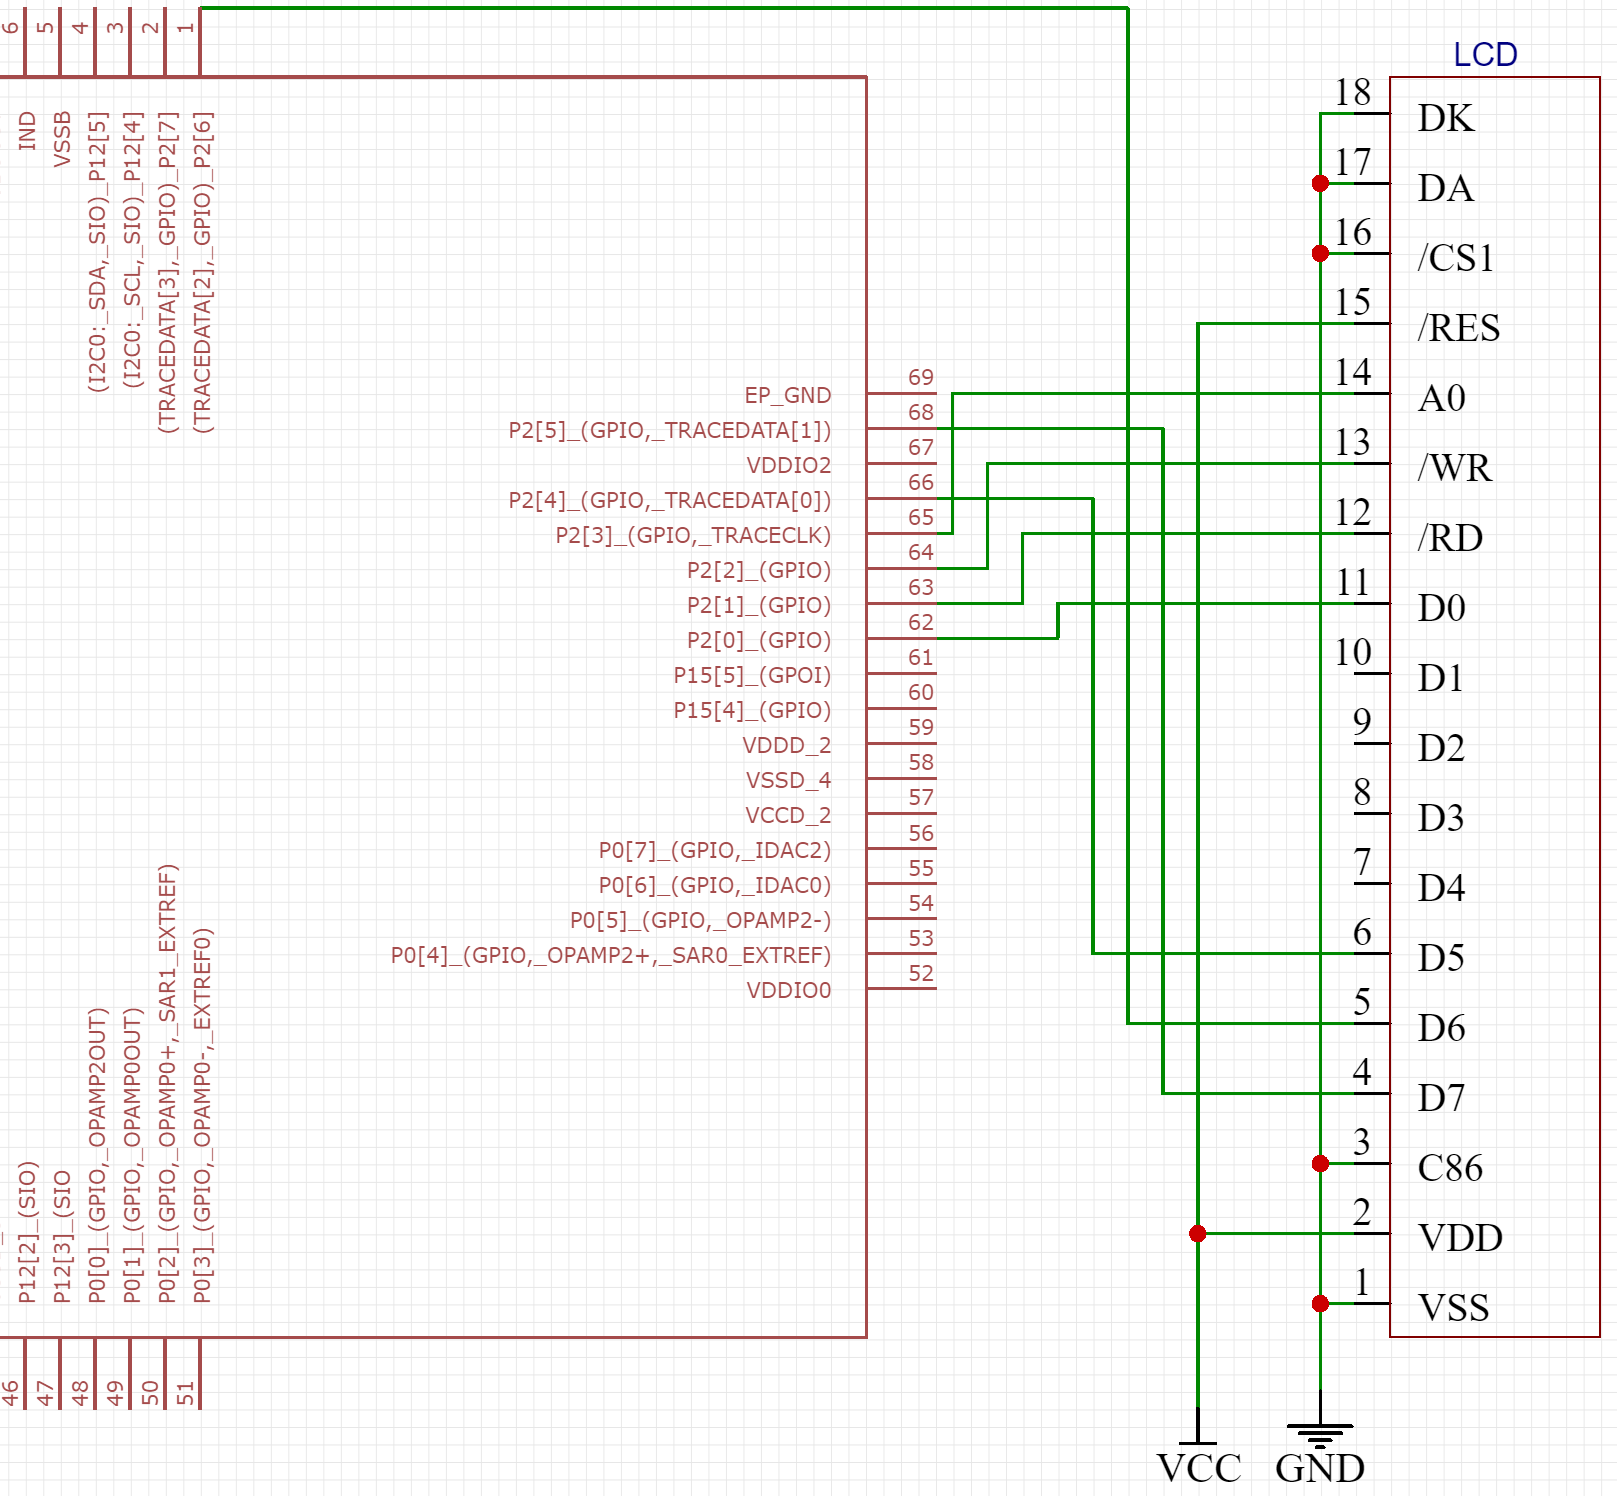 6
5
4
3
2
1
IND
VSSB
(I2C0:_SDA,_SIO)_P12[5]
(I2C0:_SCL,_SIO)_P12[4]
(TRACEDATA[3],_GPIO)_P2[7]
(TRACEDATA[2],_GPIO)_P2[6]
69
EP_GND
68
P2[5]_(GPIO,_TRACEDATA[1])
67
VDDIO2
66
P2[4]_(GPIO,_TRACEDATA[0])
65
P2[3]_(GPIO,_TRACECLK)
64
P2[2]_(GPIO)
63
P2[1]_(GPIO)
62
P2[0]_(GPIO)
61
P15[5]_(GPOI)
60
P15[4]_(GPIO)
59
VDDD_2
58
VSSD_4
57
VCCD_2
56
P0[7]_(GPIO,_IDAC2)
55
P0[6]_(GPIO,_IDAC0)
54
P0[5]_(GPIO,_OPAMP2-)
53
P0[4]_(GPIO,_OPAMP2+,_SAR0_EXTREF)
52
VDDIO0
P12[2]_(SIO)
P12[3]_(SIO
P0[0]_(GPIO,_OPAMP2OUT)
P0[1]_(GPIO,_OPAMP0OUT)
P0[2]_(GPIO,_OPAMP0+,_SAR1_EXTREF)
P0[3]_(GPIO,_OPAMP0-,_EXTREF0)
46
47
48
49
50
51
LCD
18
DK
17
DA
16
/CS1
15
/RES
14
A0
13
/WR
12
/RD
11
D0
10
D1
9
D2
8
D3
7
D4
6
D5
5
D6
4
D7
3
C86
2
VDD
1
VSS
VCC
GND